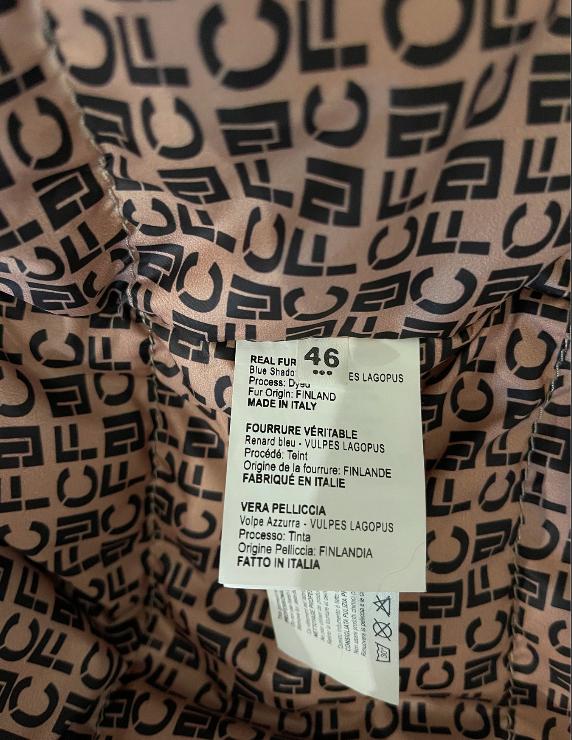 REAL FUR
46
Blue Shado
ES LAGOPUS
Process: Dyed
Fur Origin: FINLAND
MADE IN ITALY
FOURRURE VÉRITABLE
Renard bleu - VULPES LAGOPUS
Procédé: Teint
Origine de la fourrure: FINLANDE
FABRIQUÉ EN ITALIE
VERA PELLICCIA
Volpe Azzurra - VULPES LAGOPUS
Processo: Tinta
Origine Pelliccia: FINLANDIA
FATTO IN ITALIA